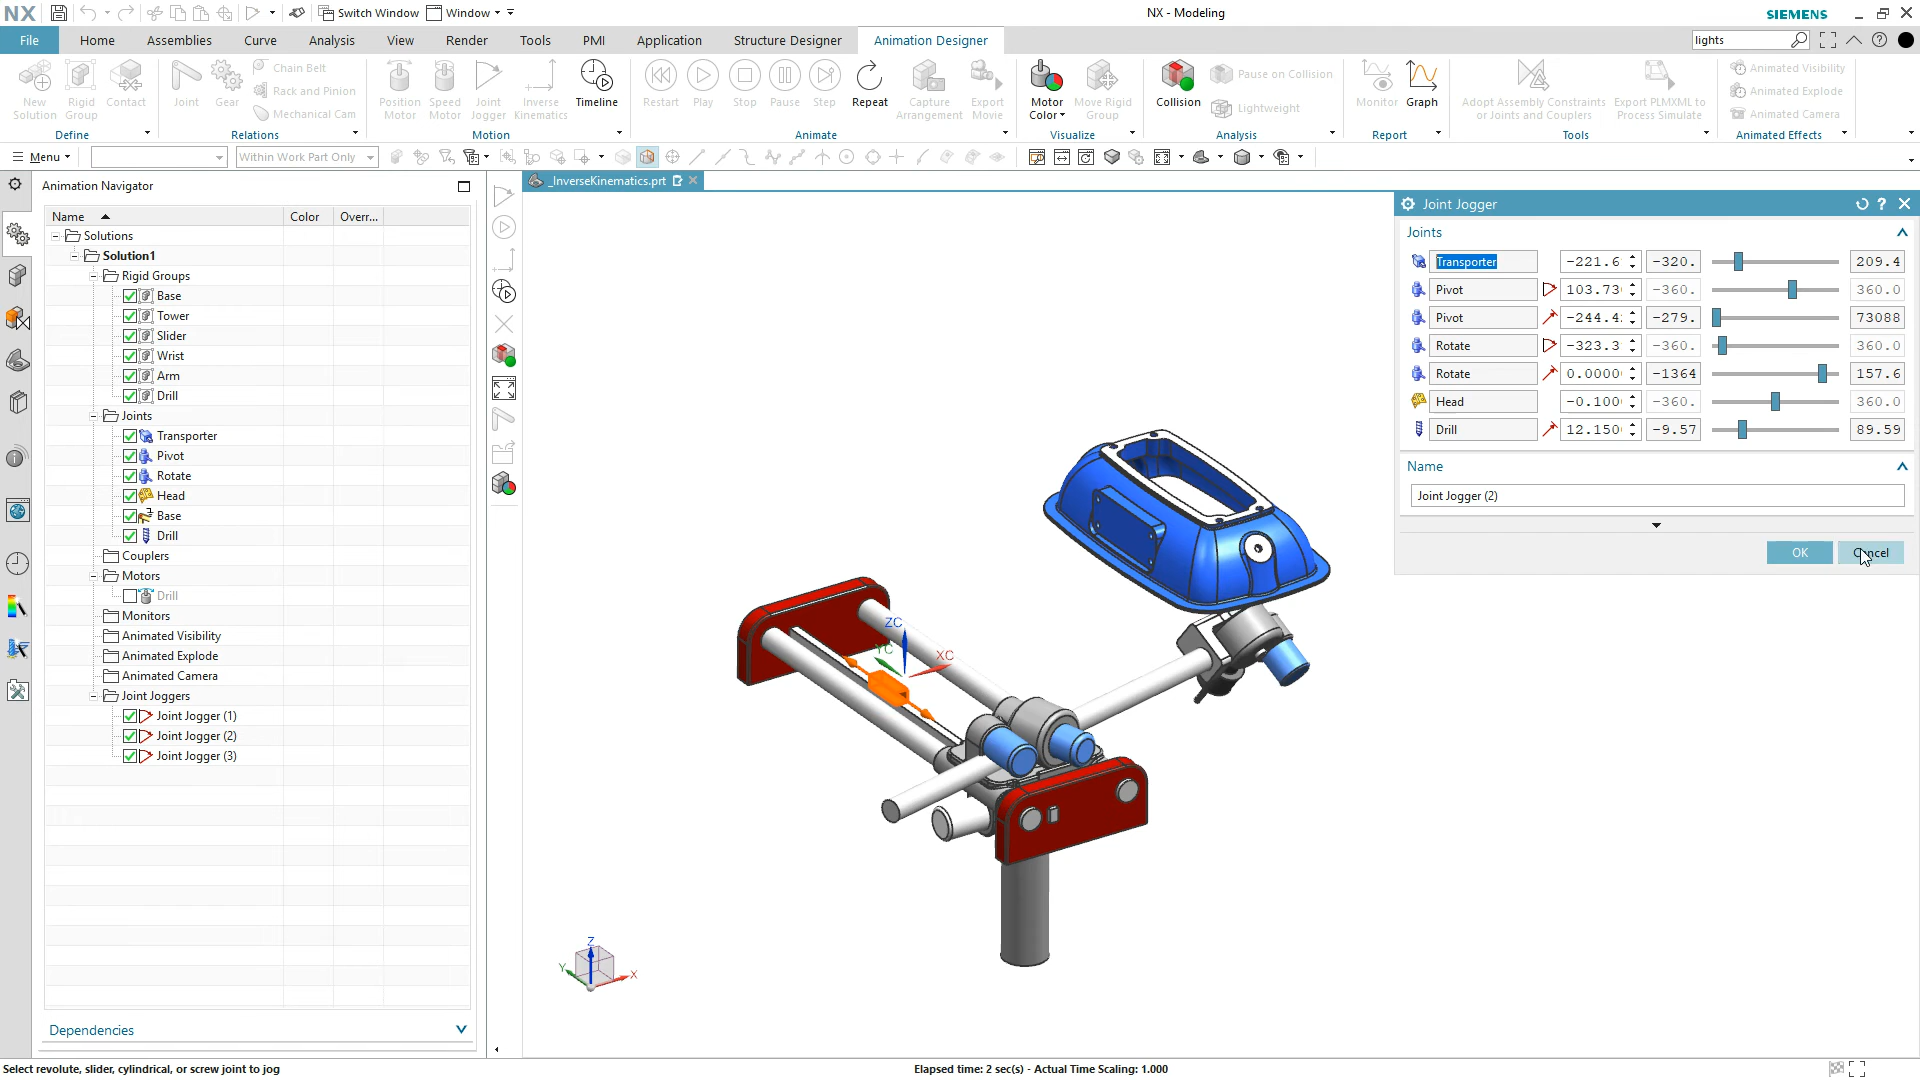 NX
Switch Window
Window
NX - Modeling
SIEMENS
File
Home
Assemblies
Curve
Analysis
View
Render
Tools
PMI
Application
Structure Designer
Animation Designer
lights
New Solution
Rigid Group
Contact
Define
Joint
Gear
Chain Belt
Rack and Pinion
Mechanical Cam
Relations
Position Motor
Speed Motor
Joint Jogger
Inverse Kinematics
Timeline
Motion
Restart
Play
Stop
Pause
Step
Repeat
Capture Arrangement
Export Movie
Animate
Motor Color
Move Rigid Group
Visualize
Collision
Pause on Collision
Lightweight
Analysis
Monitor
Graph
Report
Adopt Assembly Constraints or Joints and Couplers
Export PLMXML to Process Simulate
Tools
Animated Visibility
Animated Explode
Animated Camera
Animated Effects
Menu
Within Work Part Only
Animation Navigator
_InverseKinematics.prt
Name
Color
Overr...
Solutions
Solution1
Rigid Groups
Base
Tower
Slider
Wrist
Arm
Drill
Joints
Transporter
Pivot
Rotate
Head
Base
Drill
Couplers
Motors
Drill
Monitors
Animated Visibility
Animated Explode
Animated Camera
Joint Joggers
Joint Jogger (1)
Joint Jogger (2)
Joint Jogger (3)
Dependencies
ZC
YC
XC
Z
Y
X
Joint Jogger
?
Joints
Transporter -221.6 -320. 209.4
Pivot 103.73 -360. 360.0
Pivot -244.4 -279. 73088
Rotate -323.3 -360. 360.0
Rotate 0.0000 -1364 157.6
Head -0.100 -360. 360.0
Drill 12.150 -9.57 89.59
Name
Joint Jogger (2)
OK
Cancel
Select revolute, slider, cylindrical, or screw joint to jog
Elapsed time: 2 sec(s) - Actual Time Scaling: 1.000